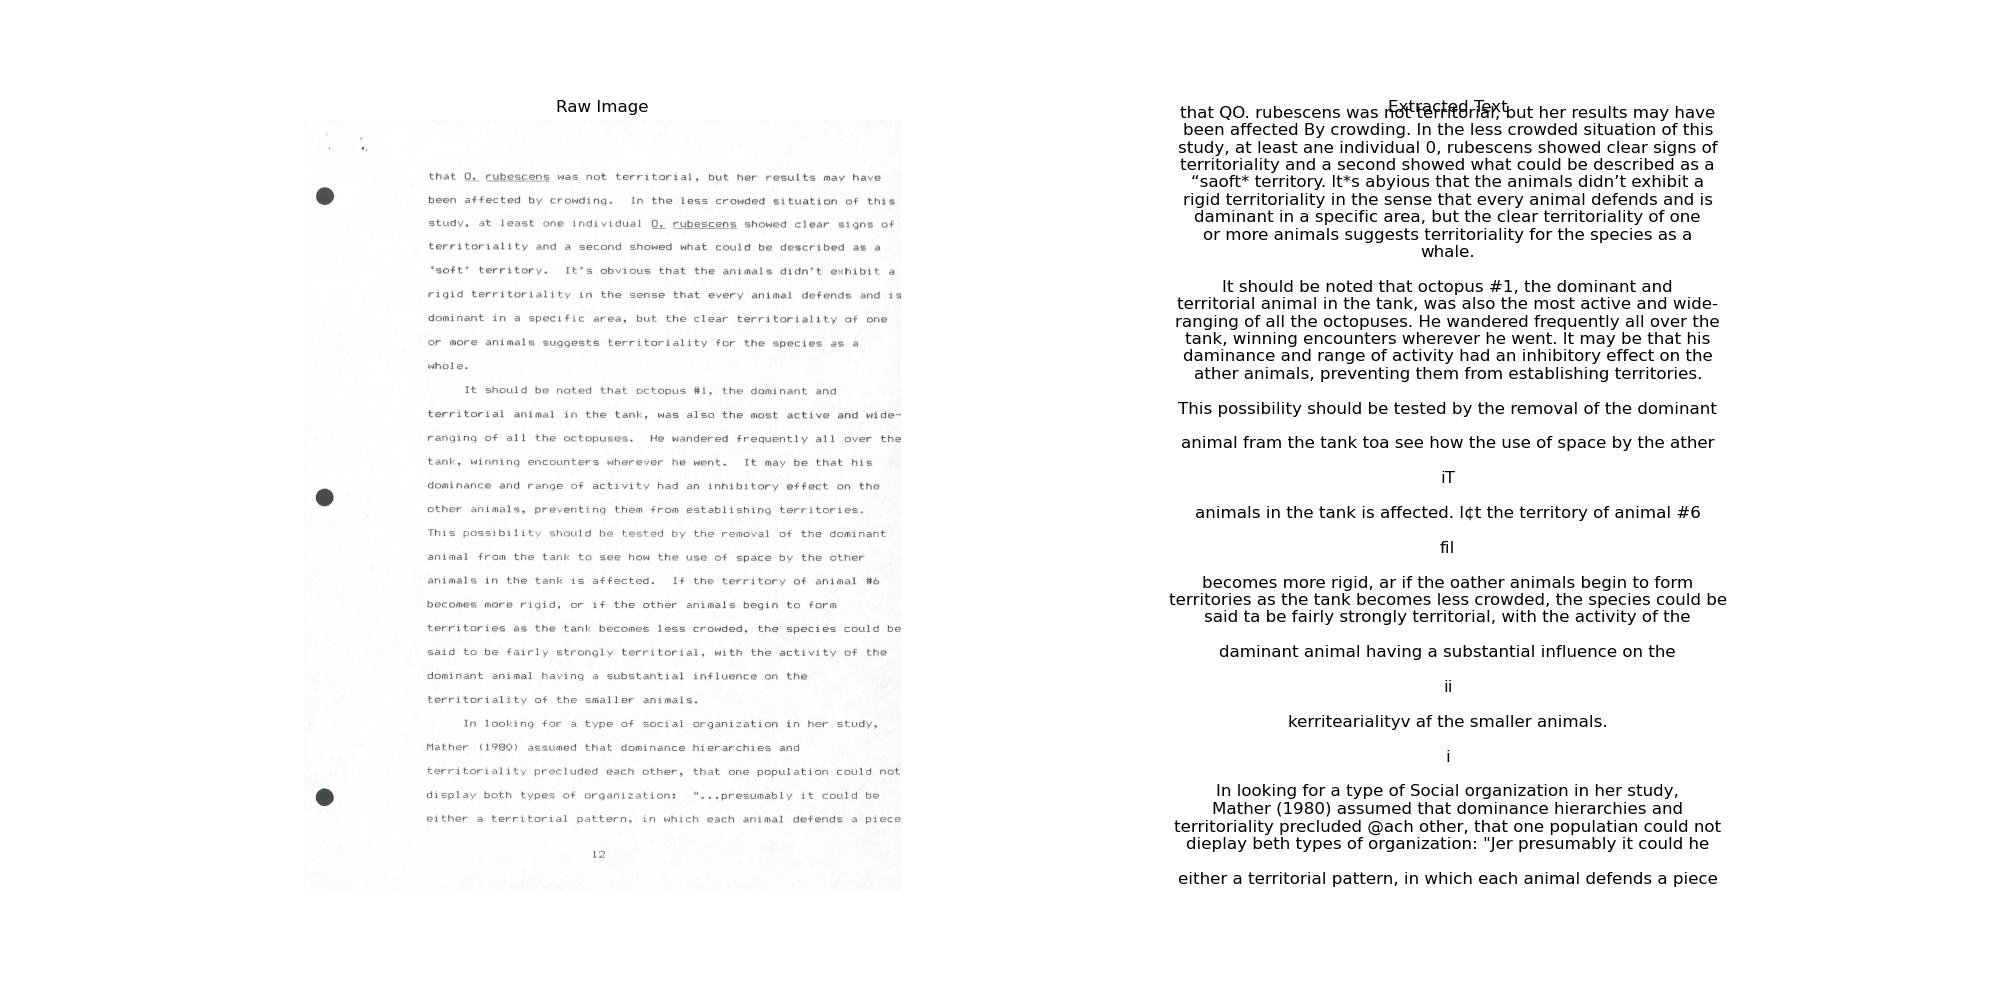 Raw Image
that O. rubescens was not territorial, but her results may have
been affected by crowding.  In the less crowded situation of this
study, at least one individual O. rubescens showed clear signs of
territoriality and a second showed what could be described as a
'soft' territory.  It's obvious that the animals didn't exhibit a
rigid territoriality in the sense that every animal defends and is
dominant in a specific area, but the clear territoriality of one
or more animals suggests territoriality for the species as a
whole.
It should be noted that octopus #1, the dominant and
territorial animal in the tank, was also the most active and wide-
ranging of all the octopuses.  He wandered frequently all over the
tank, winning encounters wherever he went.  It may be that his
dominance and range of activity had an inhibitory effect on the
other animals, preventing them from establishing territories.
This possibility should be tested by the removal of the dominant
animal from the tank to see how the use of space by the other
animals in the tank is affected.  If the territory of animal #6
becomes more rigid, or if the other animals begin to form
territories as the tank becomes less crowded, the species could be
said to be fairly strongly territorial, with the activity of the
dominant animal having a substantial influence on the
territoriality of the smaller animals.
In looking for a type of social organization in her study,
Mather (1980) assumed that dominance hierarchies and
territoriality precluded each other, that one population could not
display both types of organization:  "...presumably it could be
either a territorial pattern, in which each animal defends a piece
12
Extracted Text
that QO. rubescens was not territorial, but her results may have
been affected By crowding. In the less crowded situation of this
study, at least ane individual 0, rubescens showed clear signs of
territoriality and a second showed what could be described as a
“saoft* territory. It*s abyious that the animals didn’t exhibit a
rigid territoriality in the sense that every animal defends and is
daminant in a specific area, but the clear territoriality of one
or more animals suggests territoriality for the species as a
whale.
It should be noted that octopus #1, the dominant and
territorial animal in the tank, was also the most active and wide-
ranging of all the octopuses. He wandered frequently all over the
tank, winning encounters wherever he went. It may be that his
daminance and range of activity had an inhibitory effect on the
ather animals, preventing them from establishing territories.
This possibility should be tested by the removal of the dominant
animal fram the tank toa see how the use of space by the ather
iT
animals in the tank is affected. I¢t the territory of animal #6
fil
becomes more rigid, ar if the oather animals begin to form
territories as the tank becomes less crowded, the species could be
said ta be fairly strongly territorial, with the activity of the
daminant animal having a substantial influence on the
ii
kerritearialityv af the smaller animals.
i
In looking for a type of Social organization in her study,
Mather (1980) assumed that dominance hierarchies and
territoriality precluded @ach other, that one populatian could not
dieplay beth types of organization: "Jer presumably it could he
either a territorial pattern, in which each animal defends a piece